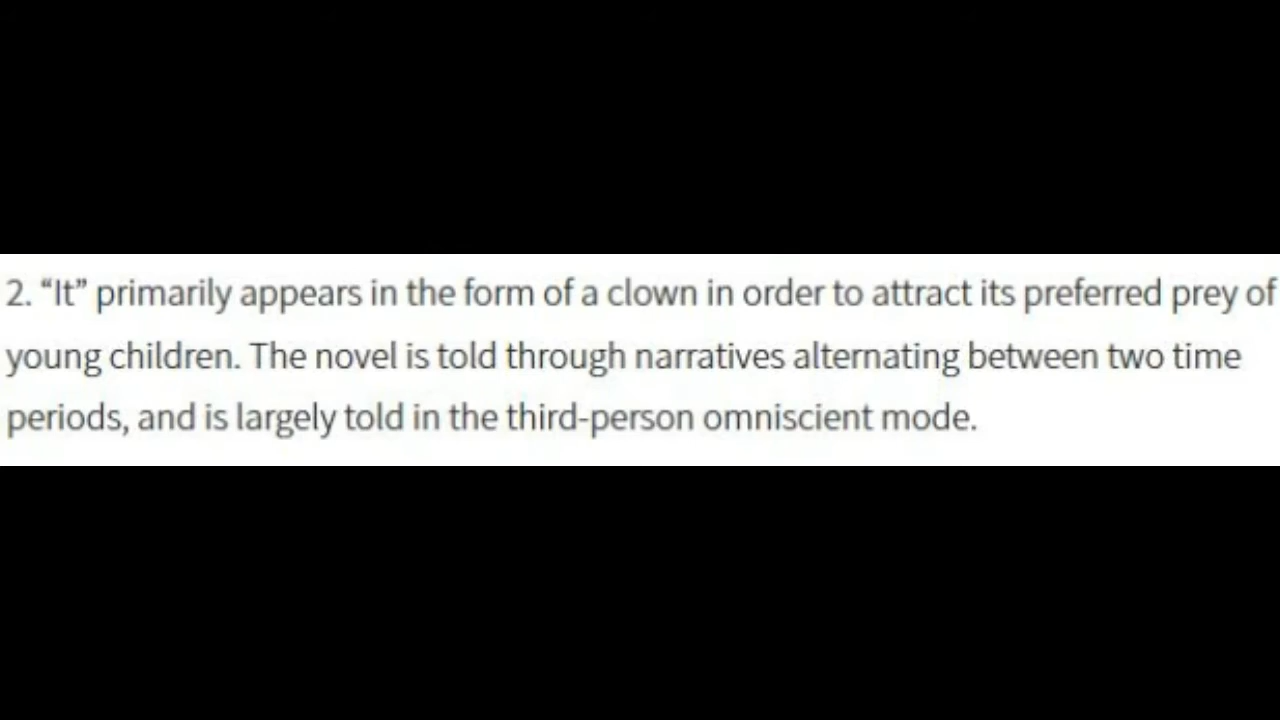 2. “It” primarily appears in the form of a clown in order to attract its preferred prey of
young children. The novel is told through narratives alternating between two time
periods, and is largely told in the third-person omniscient mode.